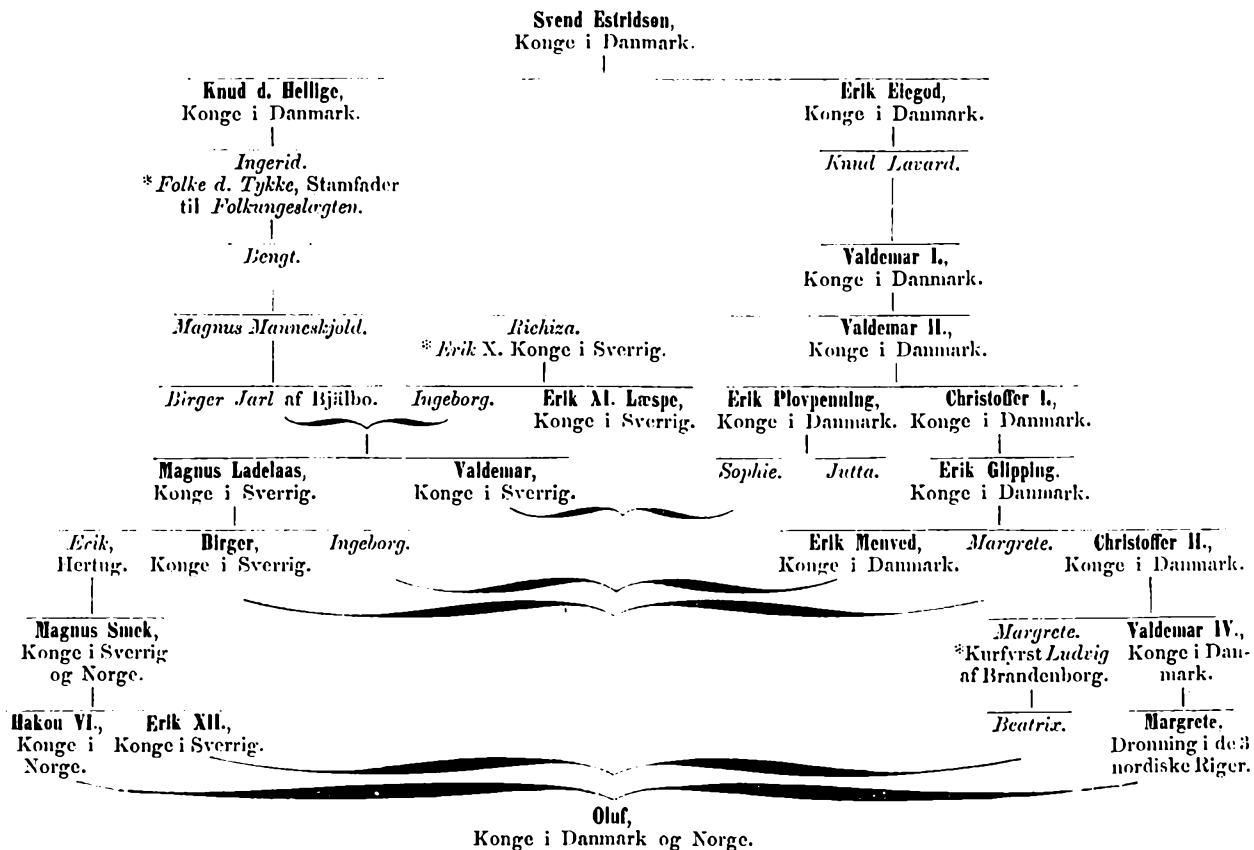 Svend Estridsøn,
Konge i Danmark.
Knud d. Hellige,
Konge i Danmark.
Erik Eiegod,
Konge i Danmark.
Ingerid.
*Folke d. Tykke, Stamfader
til Folkungeslægten.
Knud Lavard.
Bengt.
Valdemar I.,
Konge i Danmark.
Magnus Manneskjold.
Richiza.
*Erik X. Konge i Sverrig.
Valdemar II.,
Konge i Danmark.
Birger Jarl af Bjälbo.
Ingeborg.
Erik XI. Læspe,
Konge i Sverrig.
Erik Plovpenning,
Konge i Danmark.
Christoffer I.,
Konge i Danmark.
Magnus Ladelaas,
Konge i Sverrig.
Valdemar,
Konge i Sverrig.
Sophie.
Jutta.
Erik Glipping.
Konge i Danmark.
Erik,
Hertug.
Birger,
Konge i Sverrig.
Ingeborg.
Erik Menved,
Konge i Danmark.
Margrete.
Christoffer II.,
Konge i Danmark.
Magnus Smek,
Konge i Sverrig
og Norge.
Margrete.
*Kurfyrst Ludvig
af Brandenborg.
Valdemar IV.,
Konge i Dan-
mark.
Hakon VI.,
Konge i
Norge.
Erik XII.,
Konge i Sverrig.
Beatrix.
Margrete,
Dronning i de 3
nordiske Riger.
Oluf,
Konge i Danmark og Norge.